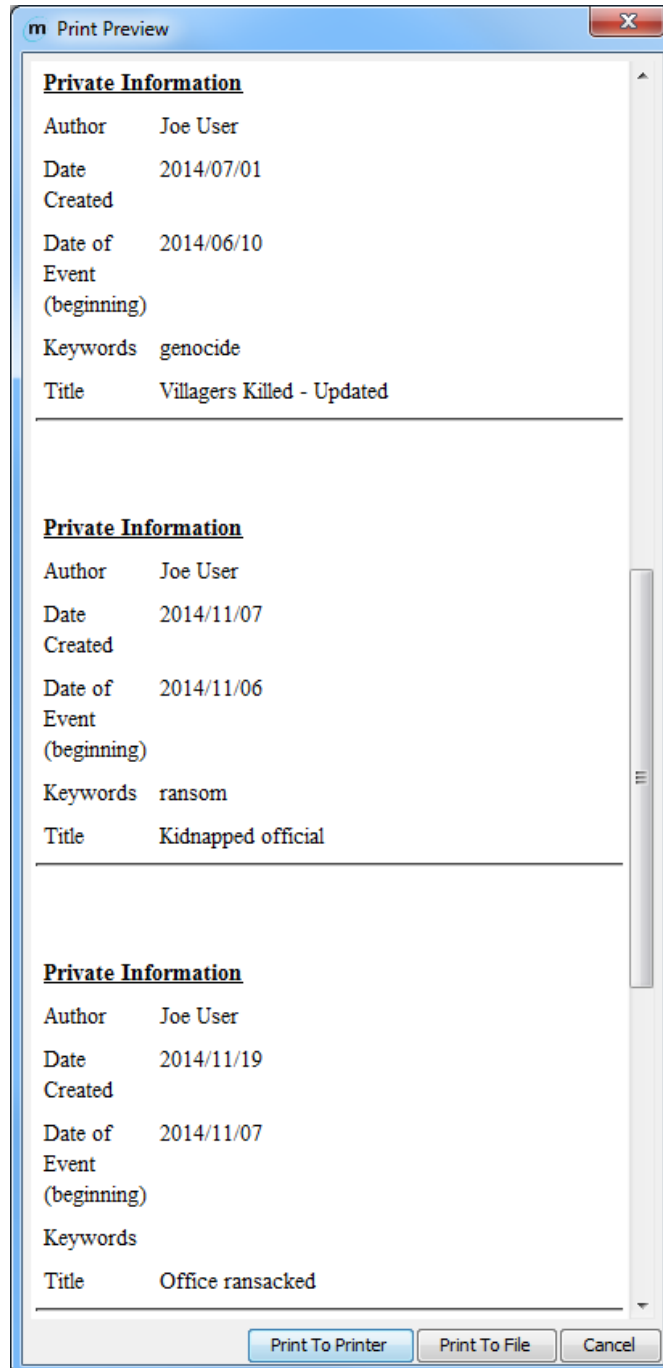 m Print Preview
Private Information
Author Joe User
Date 2014/07/01
Created
Date of 2014/06/10
Event
(beginning)
Keywords genocide
Title Villagers Killed - Updated
Private Information
Author Joe User
Date 2014/11/07
Created
Date of 2014/11/06
Event
(beginning)
Keywords ransom
Title Kidnapped official
Private Information
Author Joe User
Date 2014/11/19
Created
Date of 2014/11/07
Event
(beginning)
Keywords
Title Office ransacked
Print To Printer Print To File Cancel